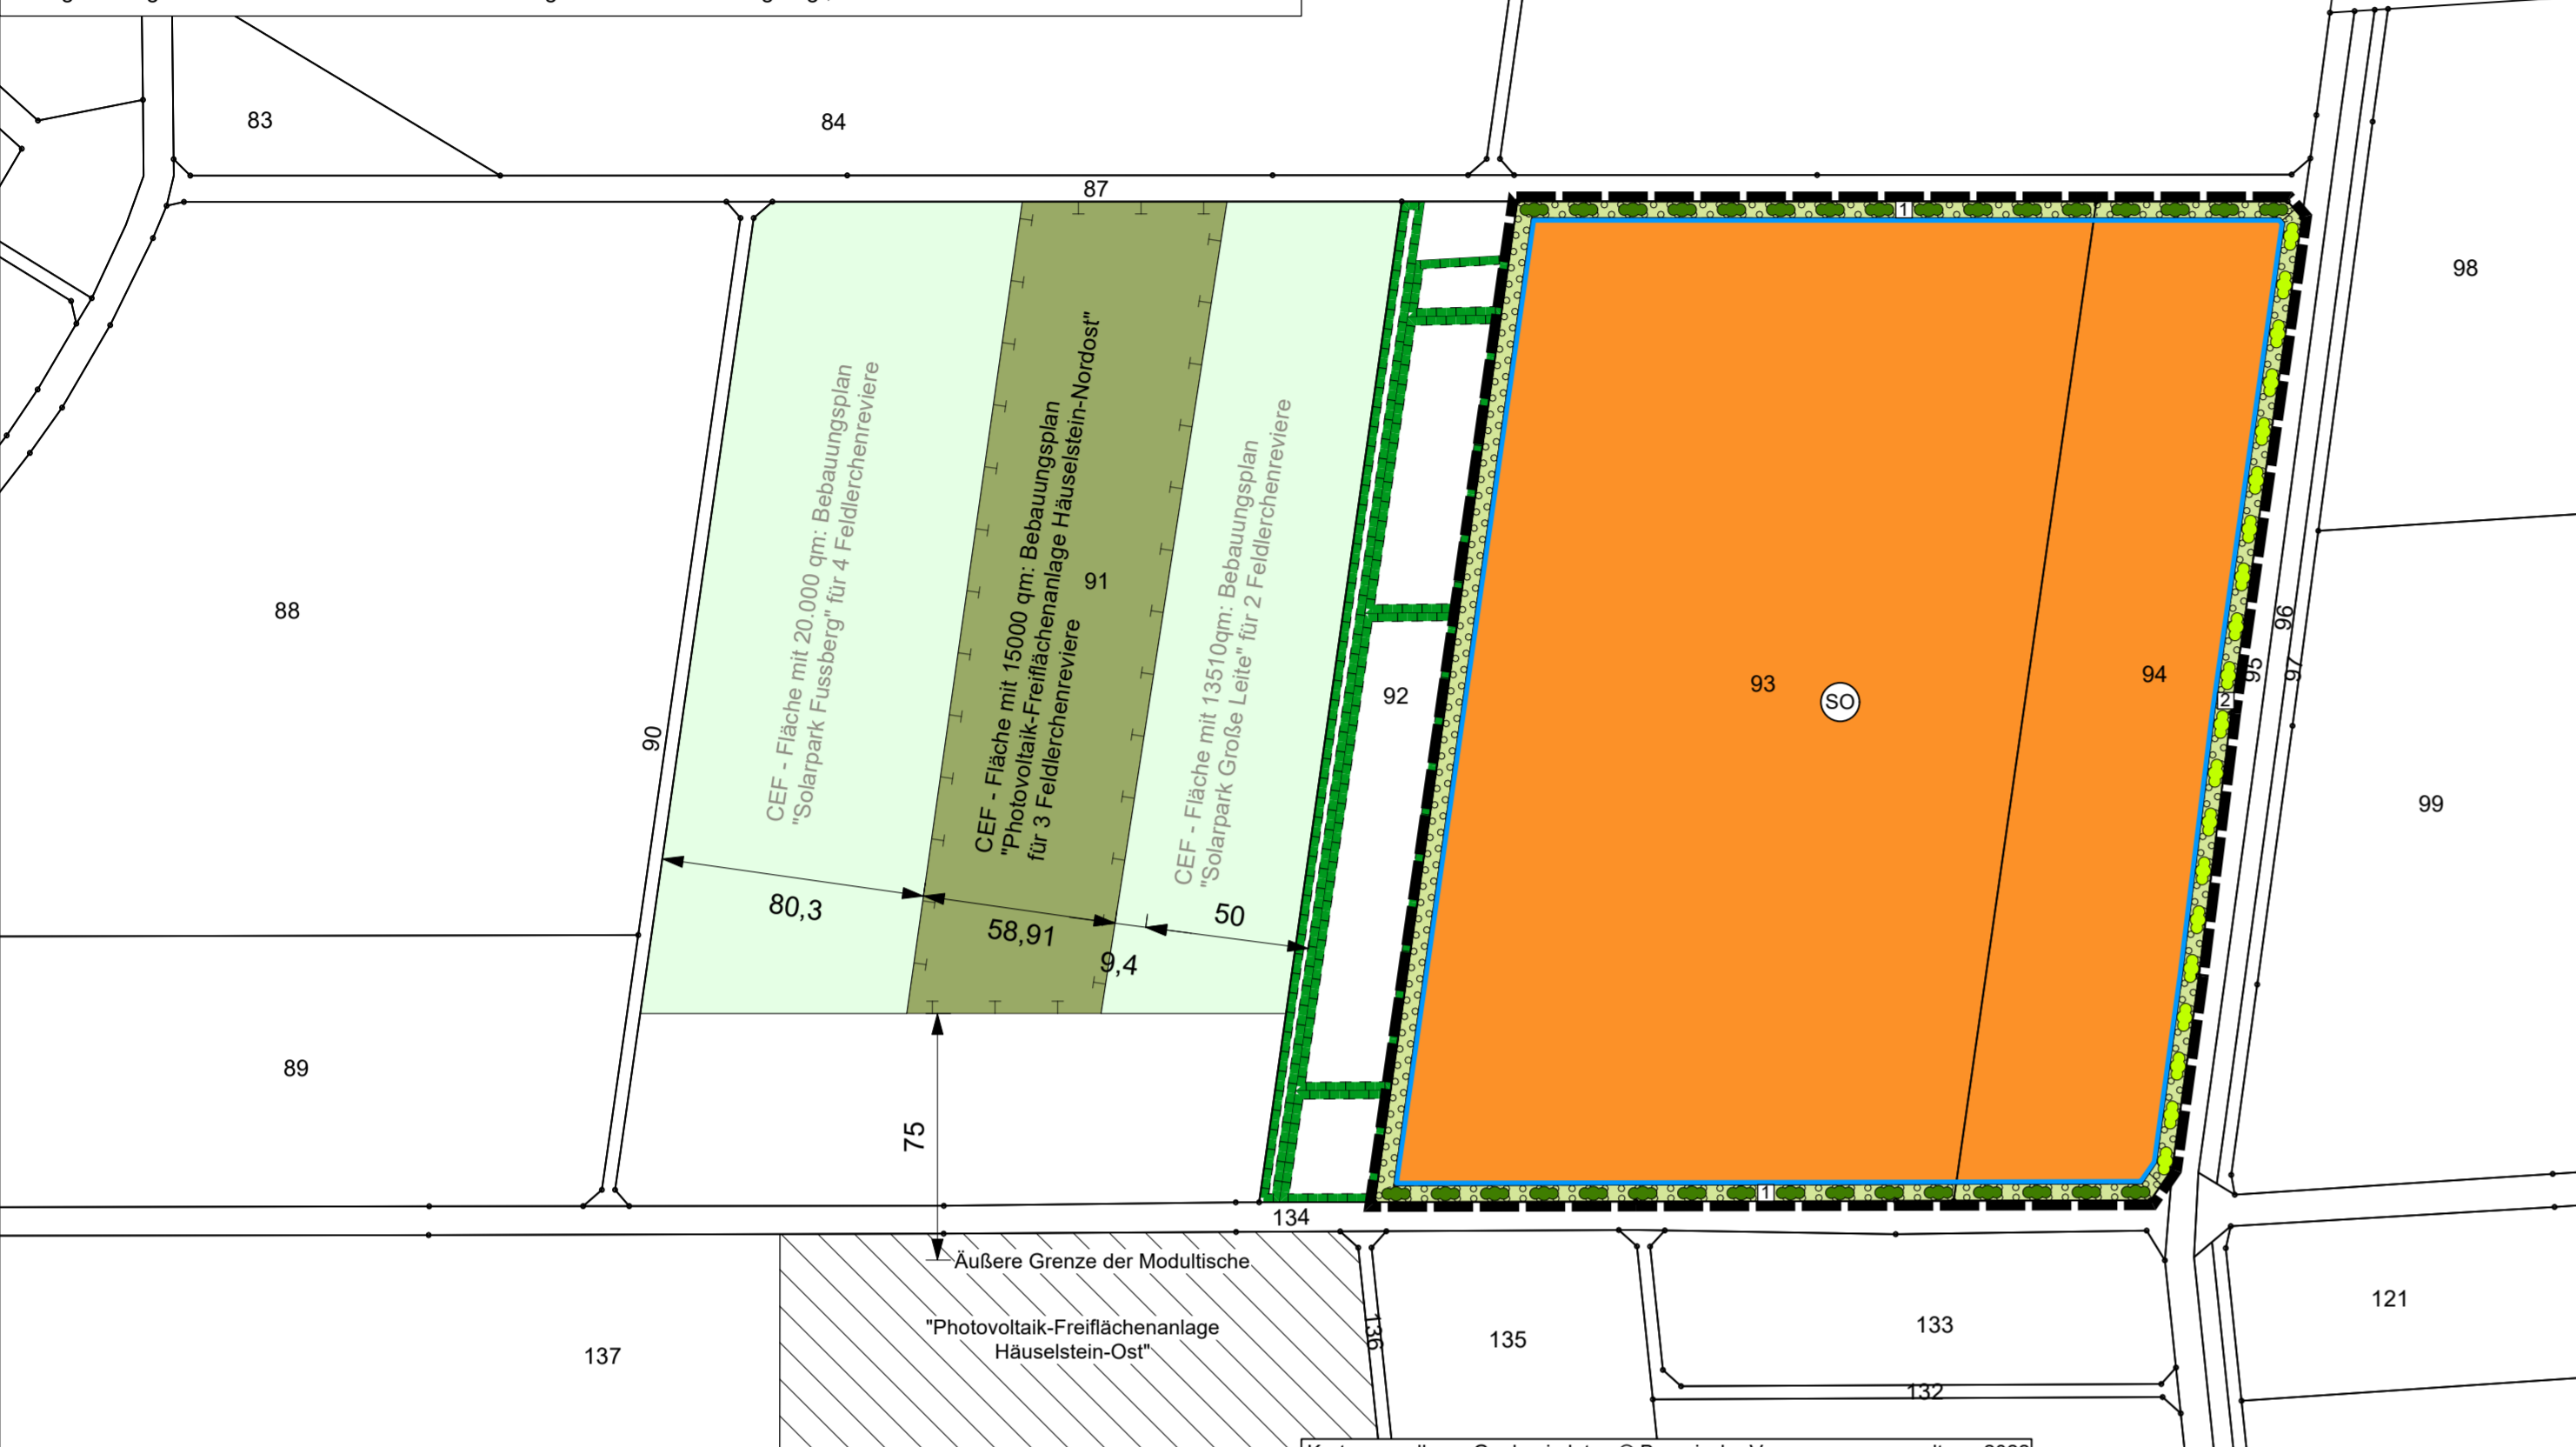 83
84
87
1
98
CEF - Fläche mit 20.000 qm: Bebauungsplan
"Solarpark Fussberg" für 4 Feldlerchenreviere
CEF - Fläche mit 15000 qm: Bebauungsplan
"Photovoltaik-Freiflächenanlage Häuselstein-Nordost"
für 3 Feldlerchenreviere
91
CEF - Fläche mit 13510qm: Bebauungsplan
"Solarpark Große Leite" für 2 Feldlerchenreviere
88
90
92
93
SO
94
2
95
96
97
99
80,3
58,91
9,4
50
89
75
1
134
Äußere Grenze der Modultische
"Photovoltaik-Freiflächenanlage
Häuselstein-Ost"
137
136
135
133
132
121